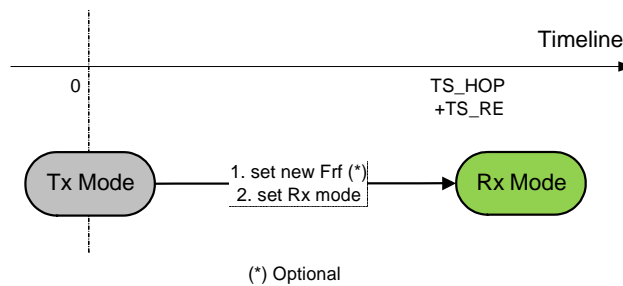 Timeline
0
TS_HOP
+TS_RE
Tx Mode
1. set new Frf (*)
2. set Rx mode
Rx Mode
(*) Optional